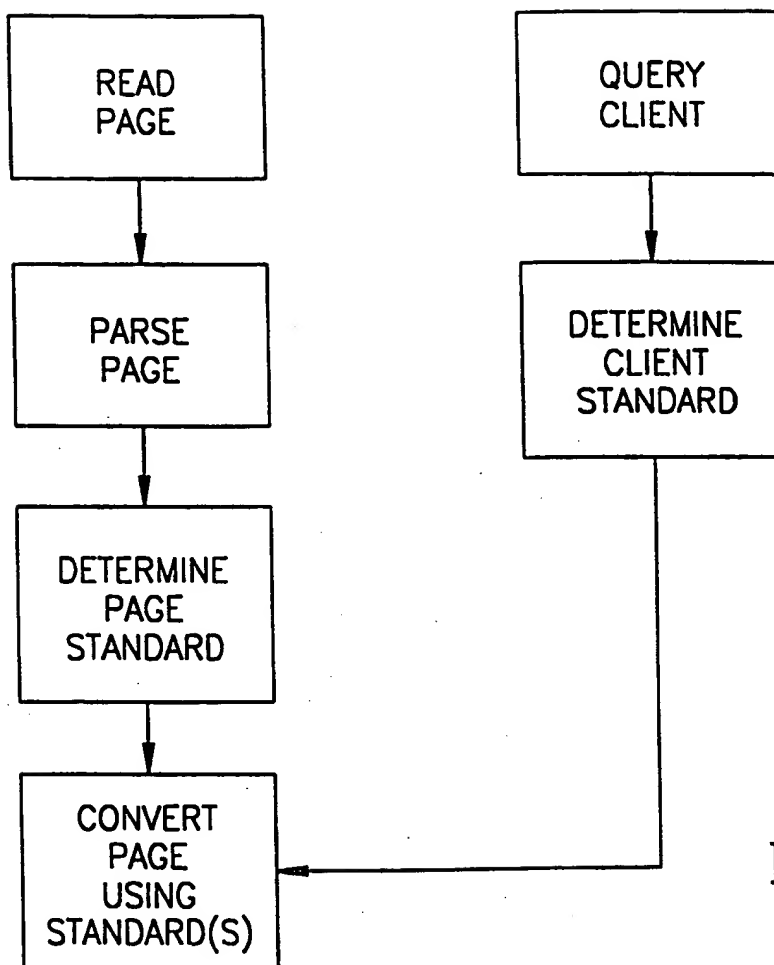 READ
PAGE
QUERY
CLIENT
PARSE
PAGE
DETERMINE
CLIENT
STANDARD
DETERMINE
PAGE
STANDARD
CONVERT
PAGE
USING
STANDARD(S)